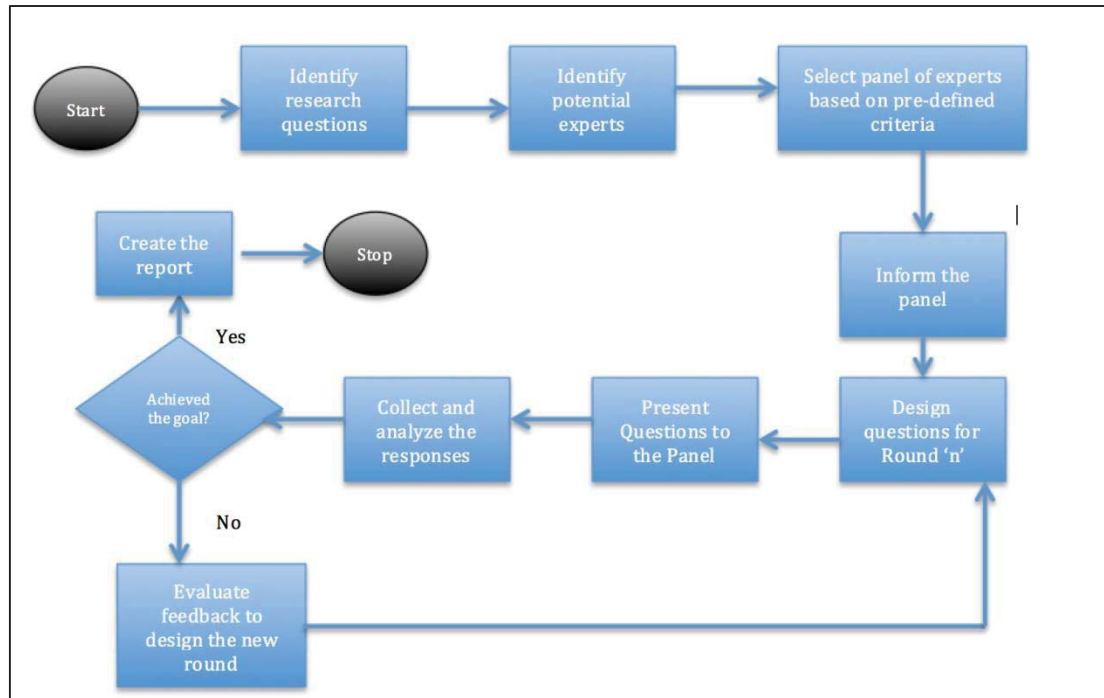 Start
Identify
research
questions
Identify
potential
experts
Select panel of experts
based on pre-defined
criteria
Inform the
panel
Design
questions for
Round ‘n’
Present
Questions to
the Panel
Collect and
analyze the
responses
Achieved
the goal?
Yes
Create the
report
Stop
No
Evaluate
feedback to
design the new
round